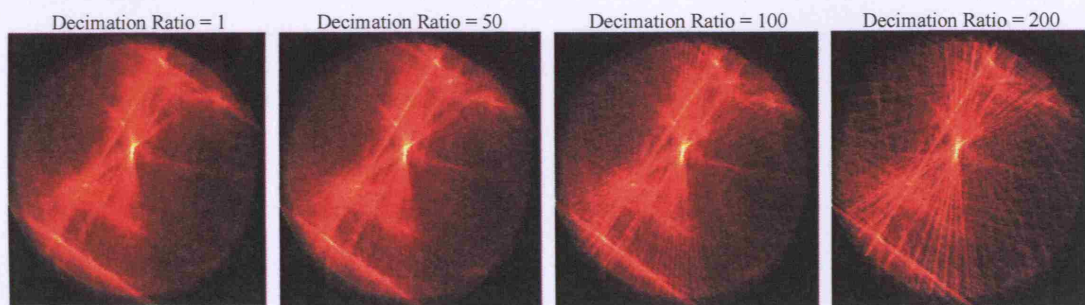 Decimation Ratio = 1
Decimation Ratio = 50
Decimation Ratio = 100
Decimation Ratio = 200